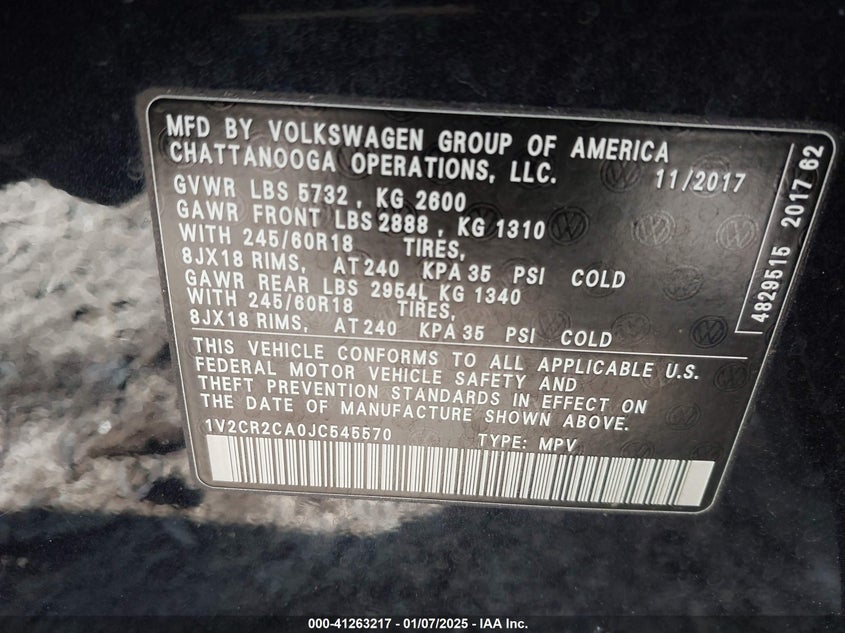 MFD BY VOLKSWAGEN GROUP OF AMERICA
CHATTANOOGA OPERATIONS, LLC. 11/2017
GVWR LBS 5732, KG 2600
GAWR FRONT LBS 2888, KG 1310
WITH 245/60R18 TIRES,
8JX18 RIMS, AT 240 KPA 35 PSI COLD
GAWR REAR LBS 2954L KG 1340
WITH 245/60R18 TIRES,
8JX18 RIMS, AT 240 KPA 35 PSI COLD
THIS VEHICLE CONFORMS TO ALL APPLICABLE U.S.
FEDERAL MOTOR VEHICLE SAFETY AND
THEFT PREVENTION STANDARDS IN EFFECT ON
THE DATE OF MANUFACTURE SHOWN ABOVE.
1V2CR2CA0JC545570 TYPE: MPV
4829515 2017 62
000-41263217 - 01/07/2025 - IAA Inc.